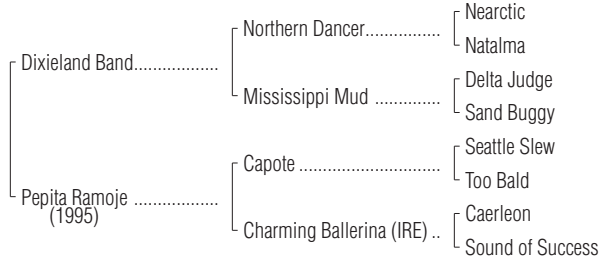 Nearctic
Northern Dancer..................
Natalma
Dixieland Band...................
Delta Judge
Mississippi Mud ................
Sand Buggy
Seattle Slew
Capote ..............................
Too Bald
Pepita Ramoje ..................
(1995)
Caerleon
Charming Ballerina (IRE) ..
Sound of Success